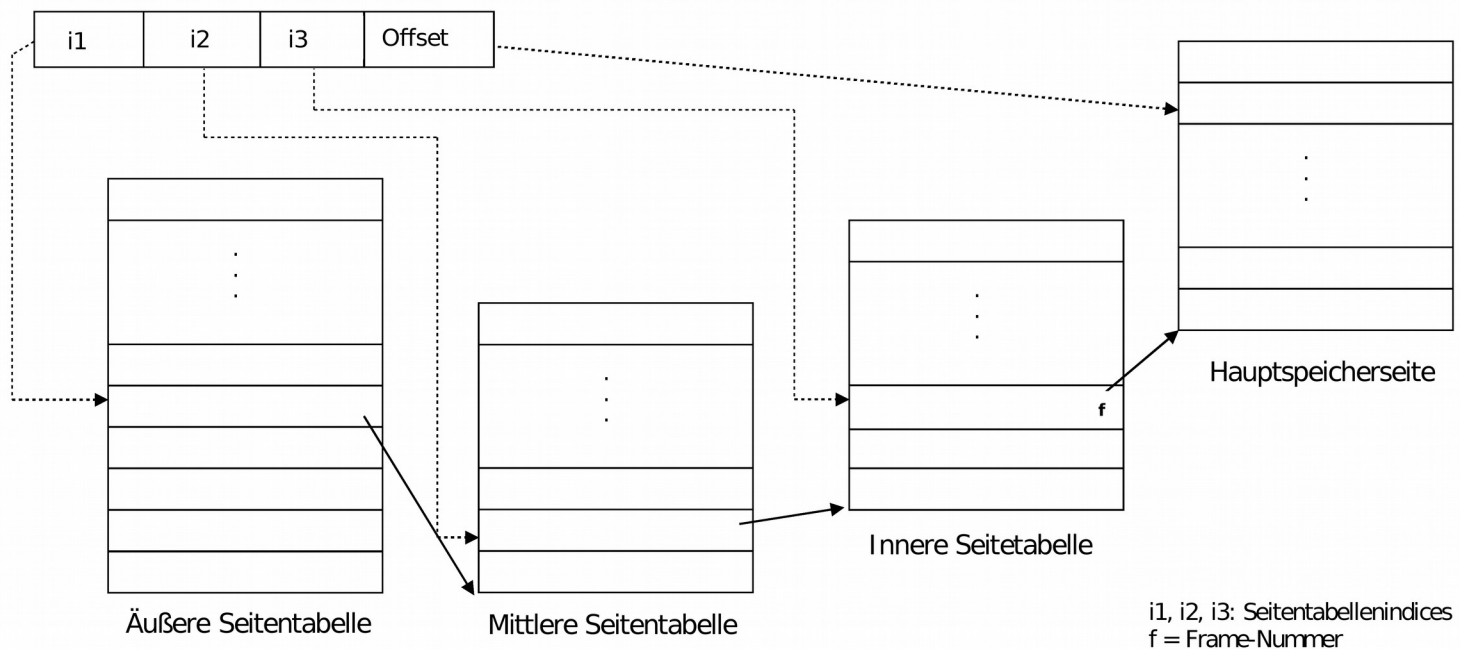 i1 i2 i3 Offset
f
Hauptspeicherseite
Innere Seitetabelle
Äußere Seitentabelle
Mittlere Seitentabelle
i1, i2, i3: Seitentabellenindices
f = Frame-Nummer